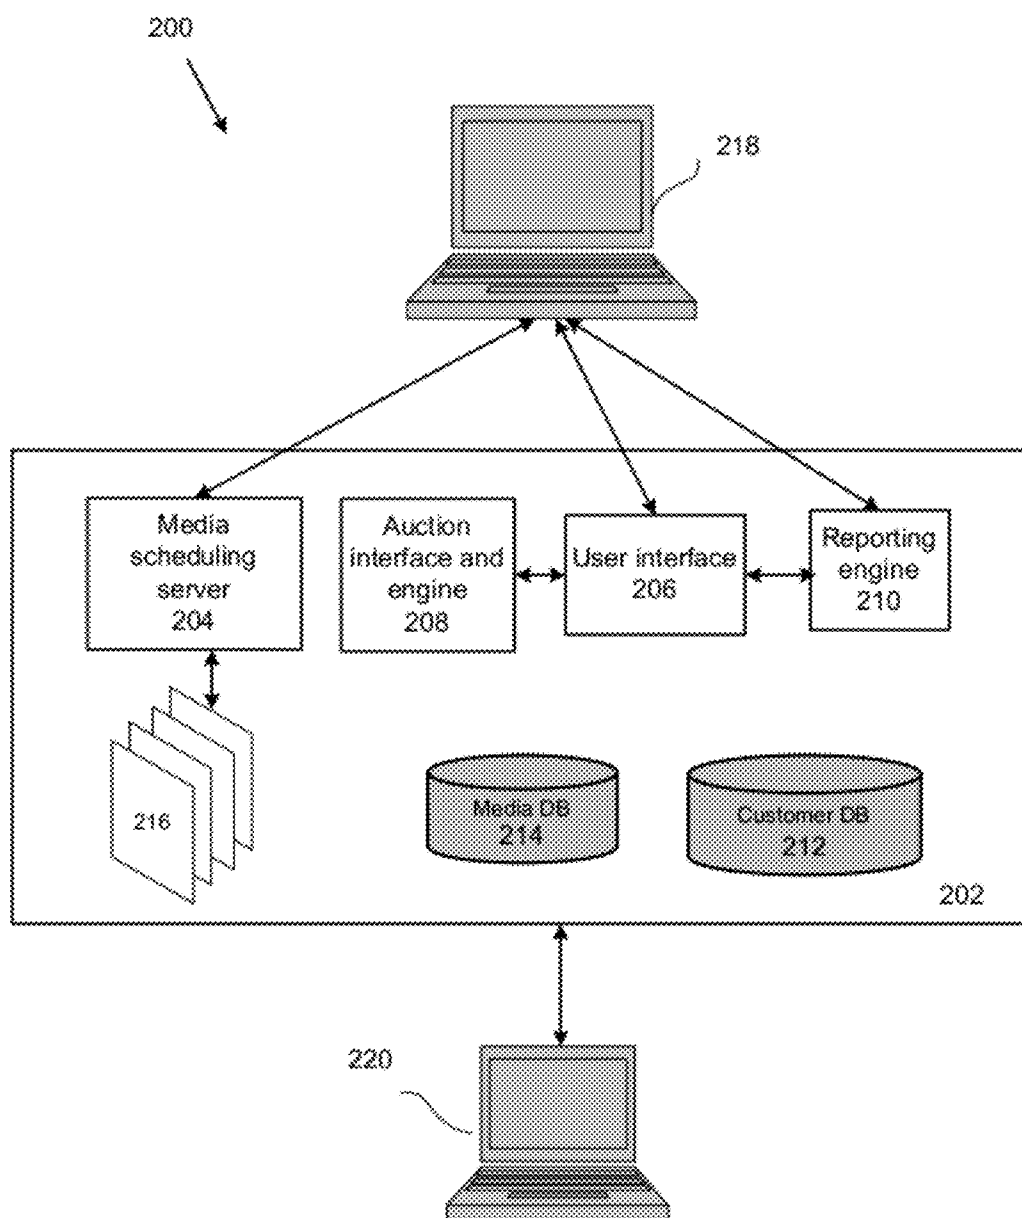 200
218
Media
scheduling
server
204
Auction
interface and
engine
208
User interface
206
Reporting
engine
210
216
Media DB
214
Customer DB
212
202
220